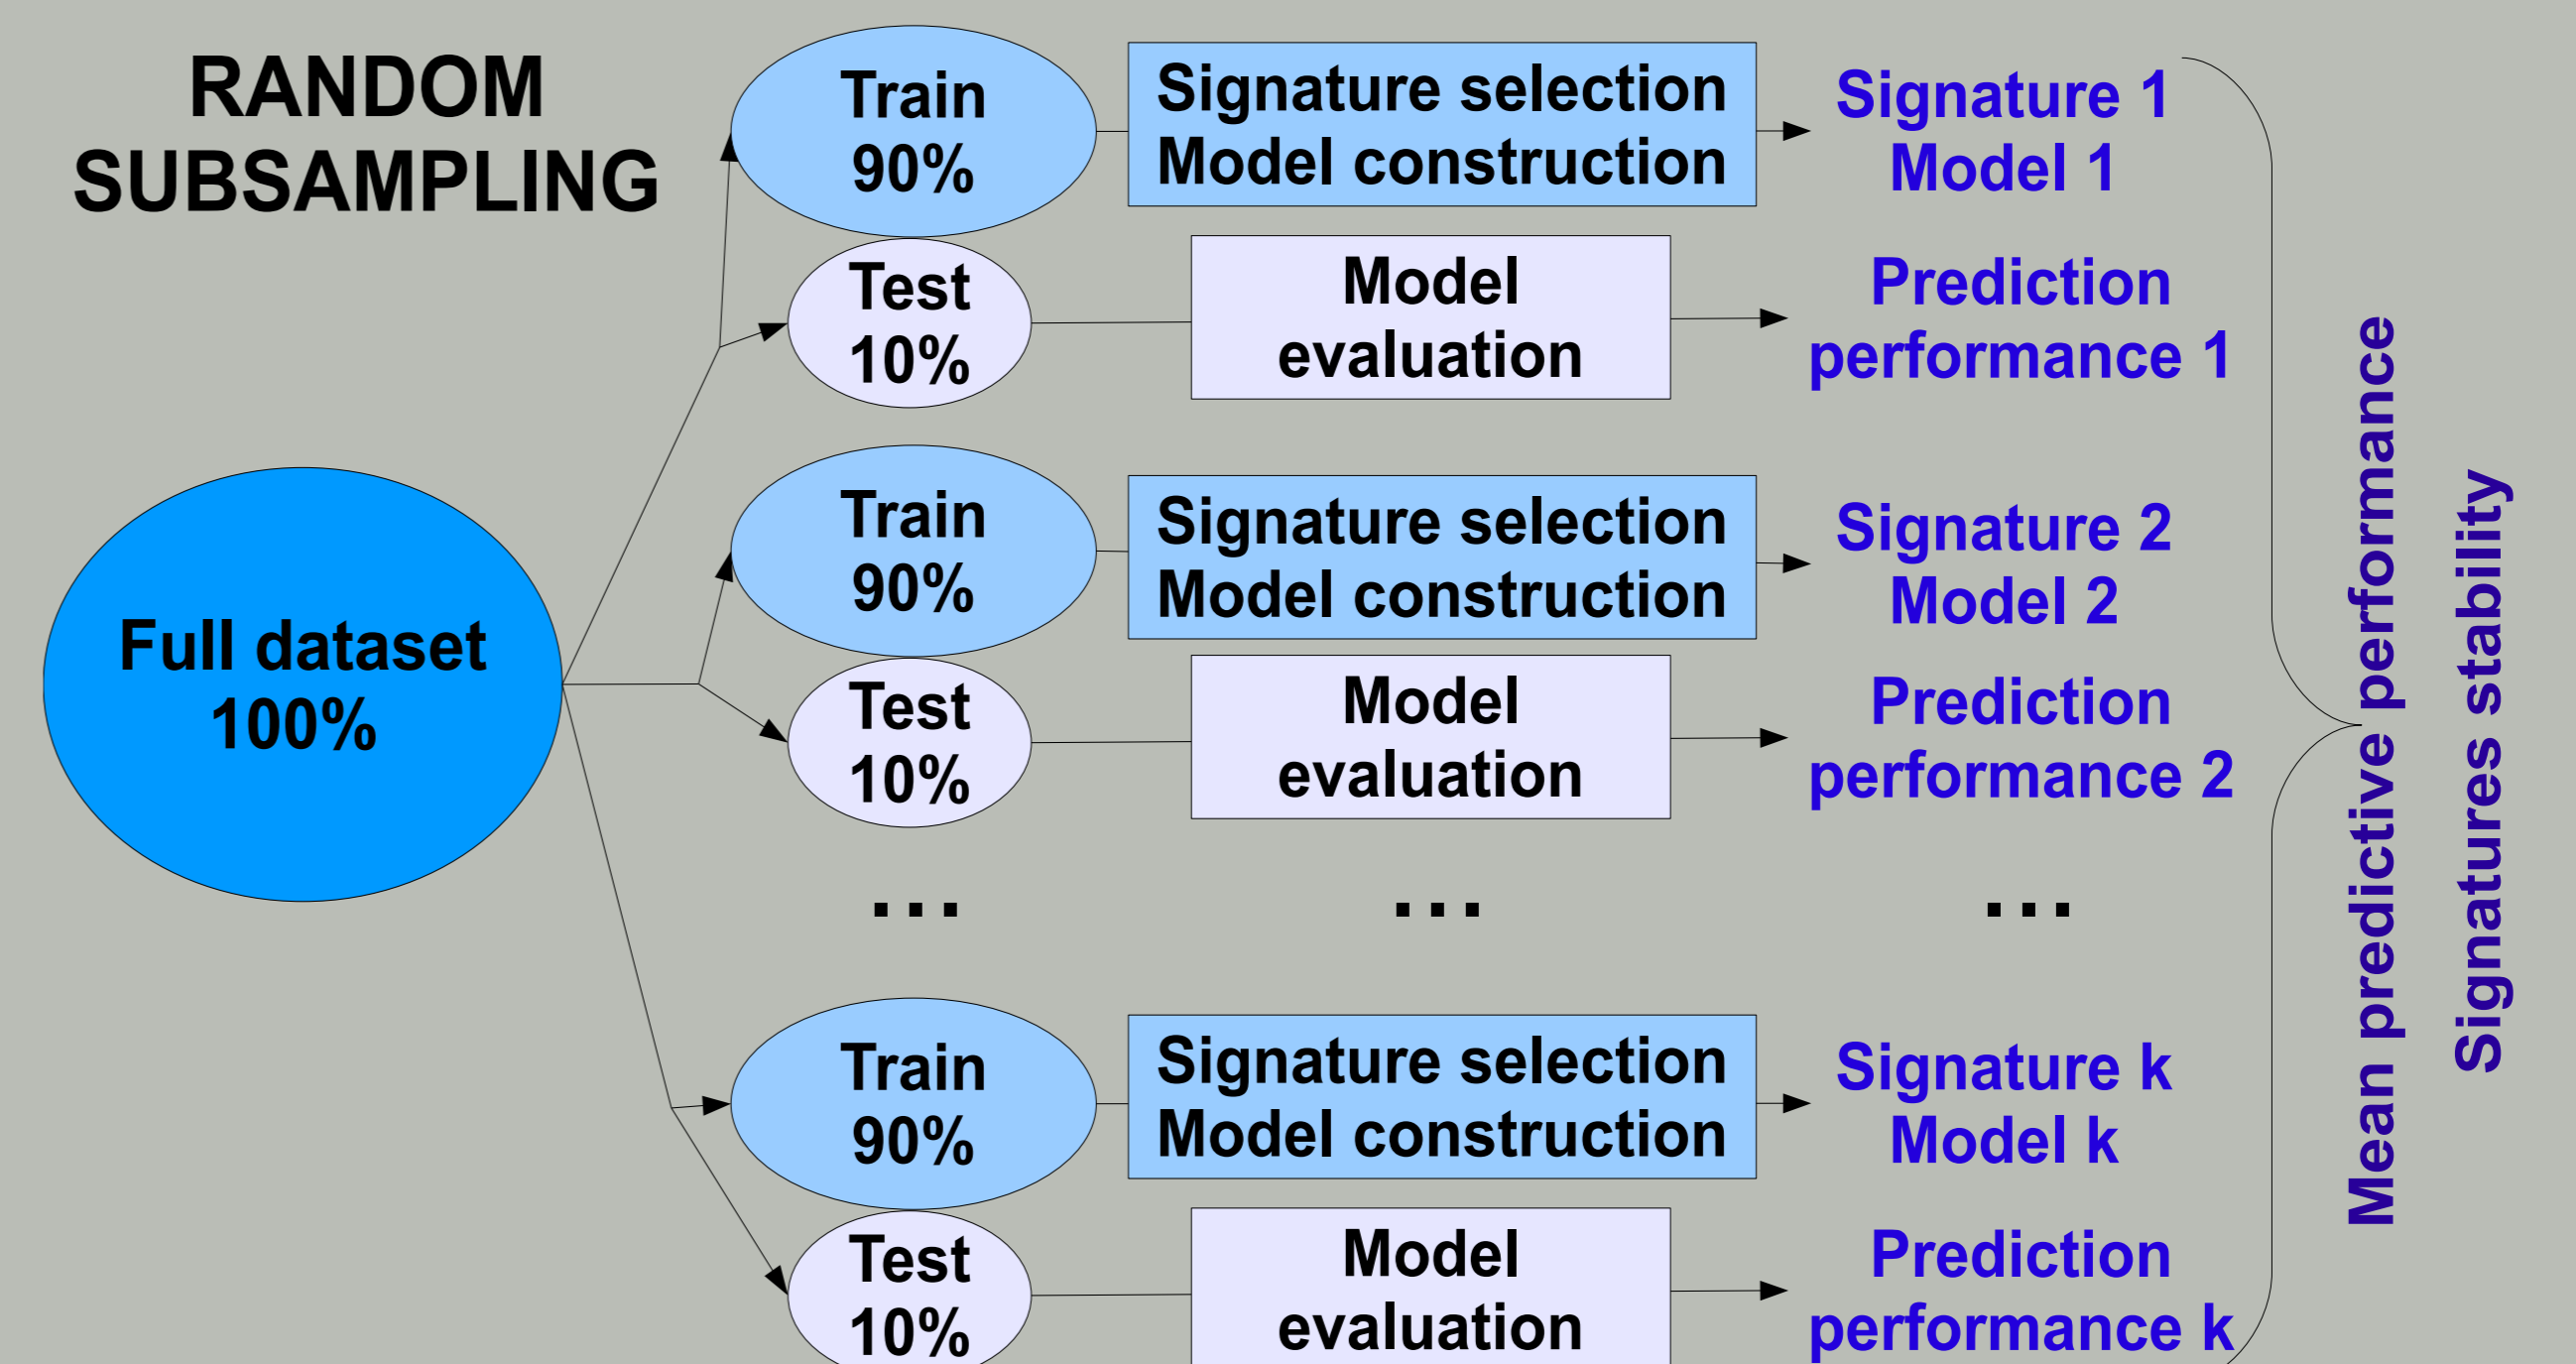 RANDOM
SUBSAMPLING
Full dataset
100%
Train
90%
Signature selection
Model construction
Signature 1
Model 1
Test
10%
Model
evaluation
Prediction
performance 1
Train
90%
Signature selection
Model construction
Signature 2
Model 2
Test
10%
Model
evaluation
Prediction
performance 2
...
...
...
Train
90%
Signature selection
Model construction
Signature k
Model k
Test
10%
Model
evaluation
Prediction
performance k
Mean predictive performance
Signatures stability